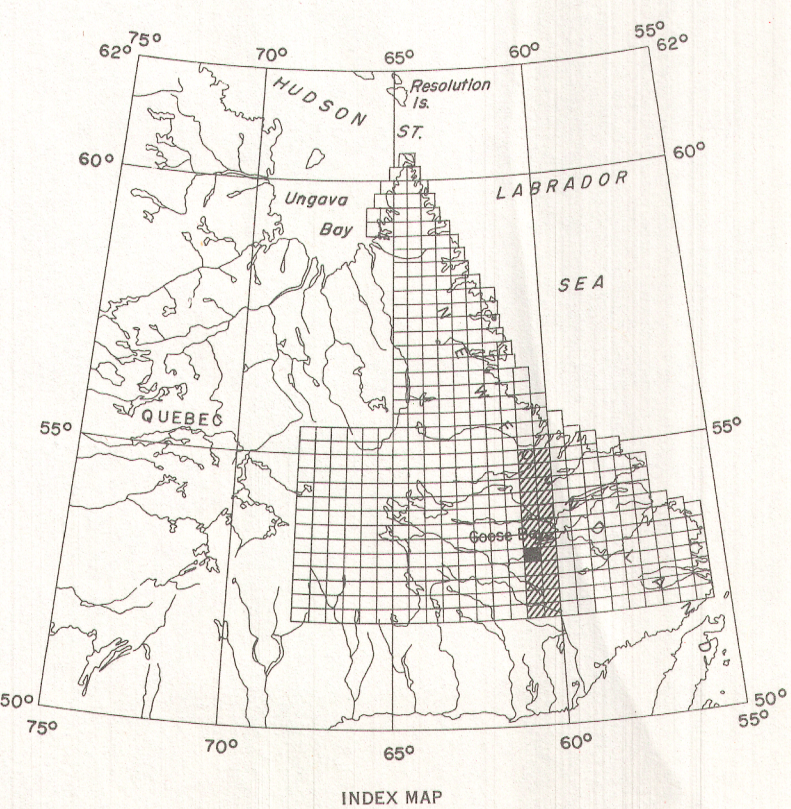 75° 70° 65° 60° 55°
62° 62°
HUDSON
Resolution
Is.
ST.
60° 60°
LABRADOR
Ungava
Bay
SEA
N
E
W
F
QUEBEC
55° 55°
Goose Bay
O
50° 50°
75° 70° 65° 60° 55°
INDEX MAP